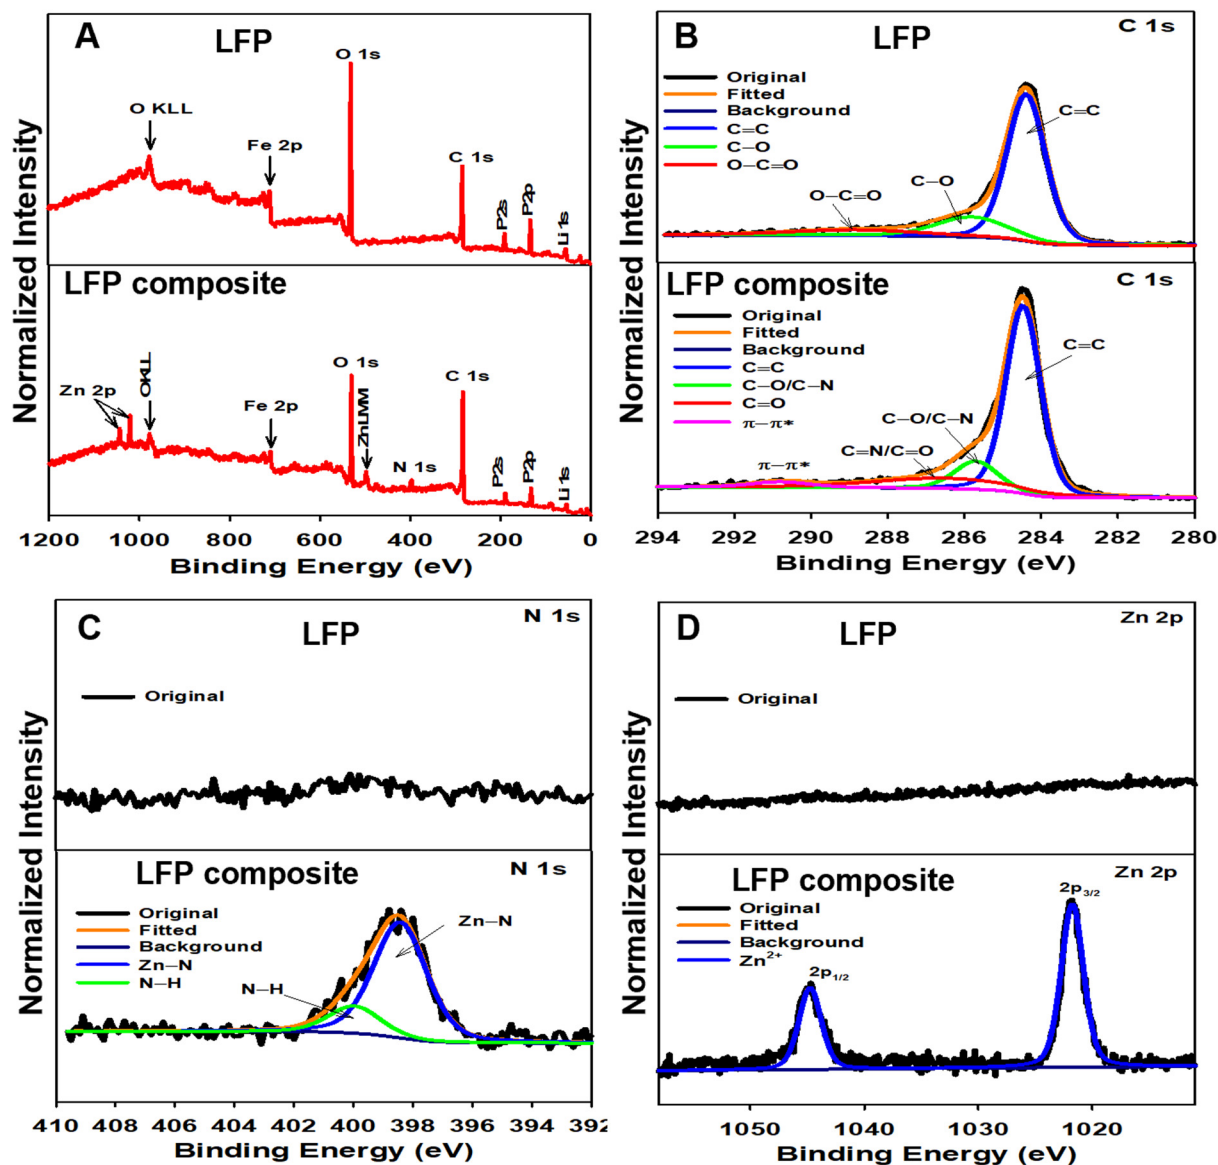 A
LFP
O 1s
O KLL
Fe 2p
C 1s
P2s
P2p
Li 1s
LFP composite
Zn 2p
OKLL
Fe 2p
O 1s
ZnLMM
N 1s
C 1s
P2s
P2p
Li 1s
1200 1000 800 600 400 200 0
Binding Energy (eV)
Normalized Intensity
B
LFP
C 1s
Original
Fitted
Background
C=C
C–O
O–C=O
C=C
C–O
O–C=O
LFP composite
C 1s
Original
Fitted
Background
C=C
C–O/C–N
C=O
π–π*
C=C
C–O/C–N
C=N/C=O
π–π*
294 292 290 288 286 284 282 280
Binding Energy (eV)
Normalized Intensity
C
LFP
N 1s
Original
LFP composite
N 1s
Original
Fitted
Background
Zn–N
N–H
Zn–N
N–H
410 408 406 404 402 400 398 396 394 392
Binding Energy (eV)
Normalized Intensity
D
LFP
Zn 2p
Original
LFP composite
Zn 2p
Original
Fitted
Background
Zn2+
2p3/2
2p1/2
1050 1040 1030 1020
Binding Energy (eV)
Normalized Intensity